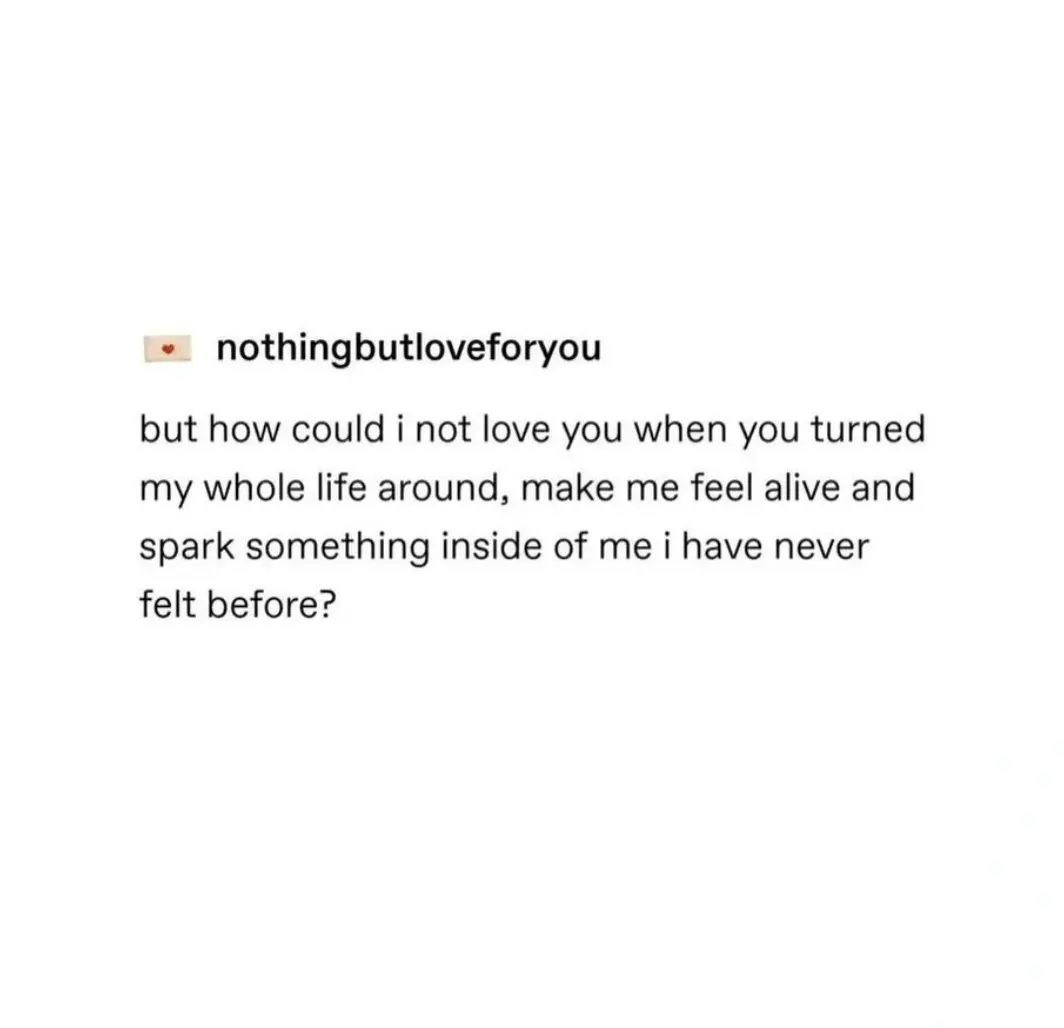 nothingbutloveforyou
but how could i not love you when you turned
my whole life around, make me feel alive and
spark something inside of me i have never
felt before?